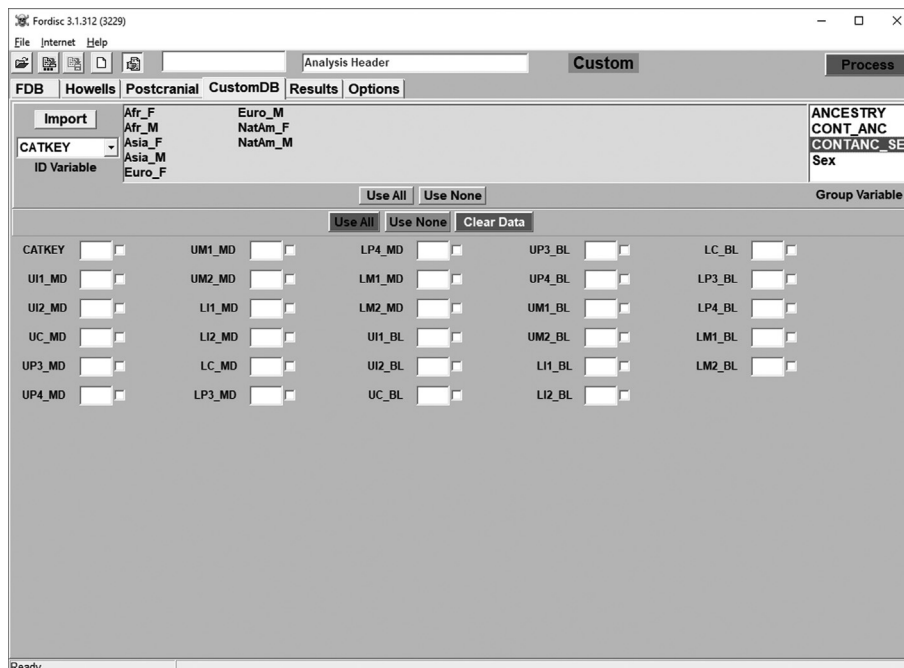 Fordisc 3.1.312 (3229)
File Internet Help
Analysis Header Custom Process
FDB Howells Postcranial CustomDB Results Options
Import Afr_F Euro_M ANCESTRY
Afr_M NatAm_F CONT_ANC
CATKEY Asia_F NatAm_M CONTANC_SE
ID Variable Asia_M Sex
Euro_F
Use All Use None Group Variable
Use All Use None Clear Data
CATKEY UM1_MD LP4_MD UP3_BL LC_BL
UI1_MD UM2_MD LM1_MD UP4_BL LP3_BL
UI2_MD LI1_MD LM2_MD UM1_BL LP4_BL
UC_MD LI2_MD UI1_BL UM2_BL LM1_BL
UP3_MD LC_MD UI2_BL LI1_BL LM2_BL
UP4_MD LP3_MD UC_BL LI2_BL
Ready